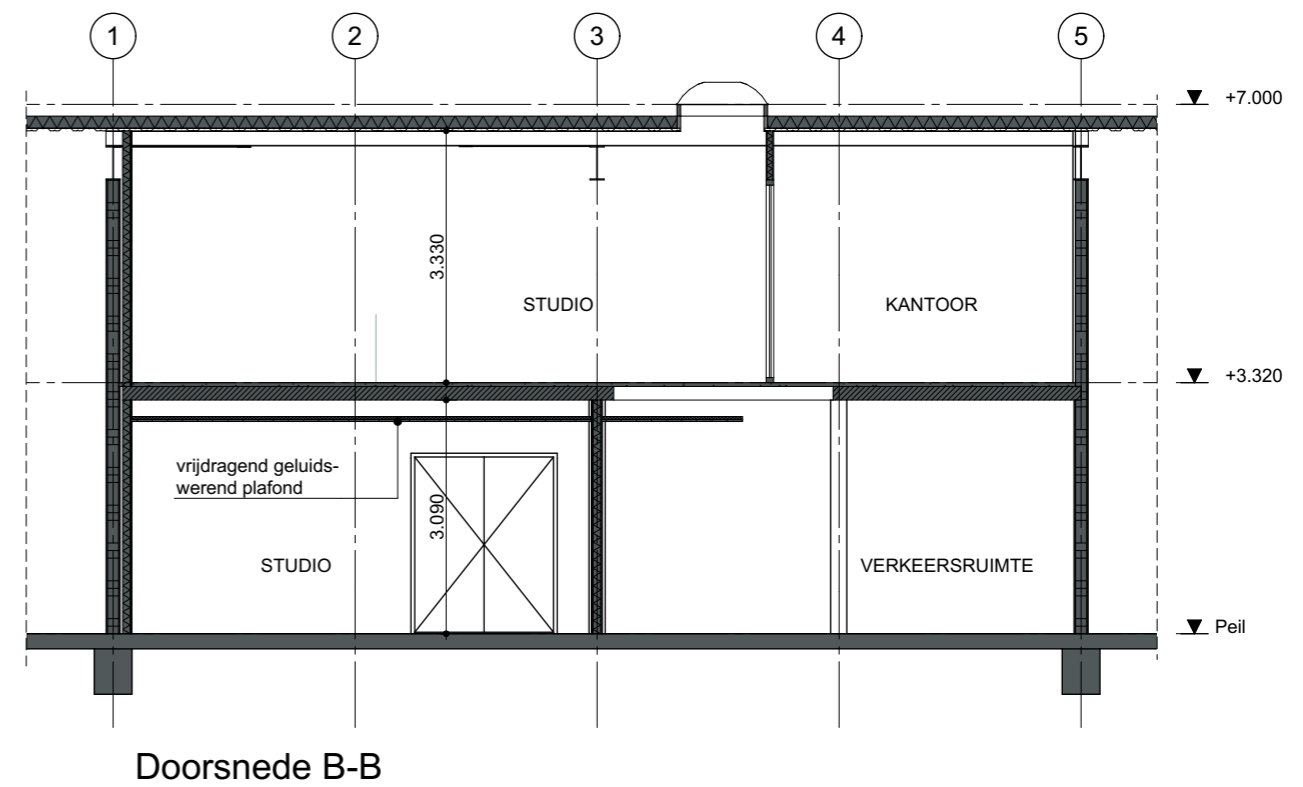 1
2
3
4
5
+7.000
3.330
STUDIO
KANTOOR
+3.320
vrijdragend geluids-
werend plafond
3.090
STUDIO
VERKEERSRUIMTE
Peil
Doorsnede B-B